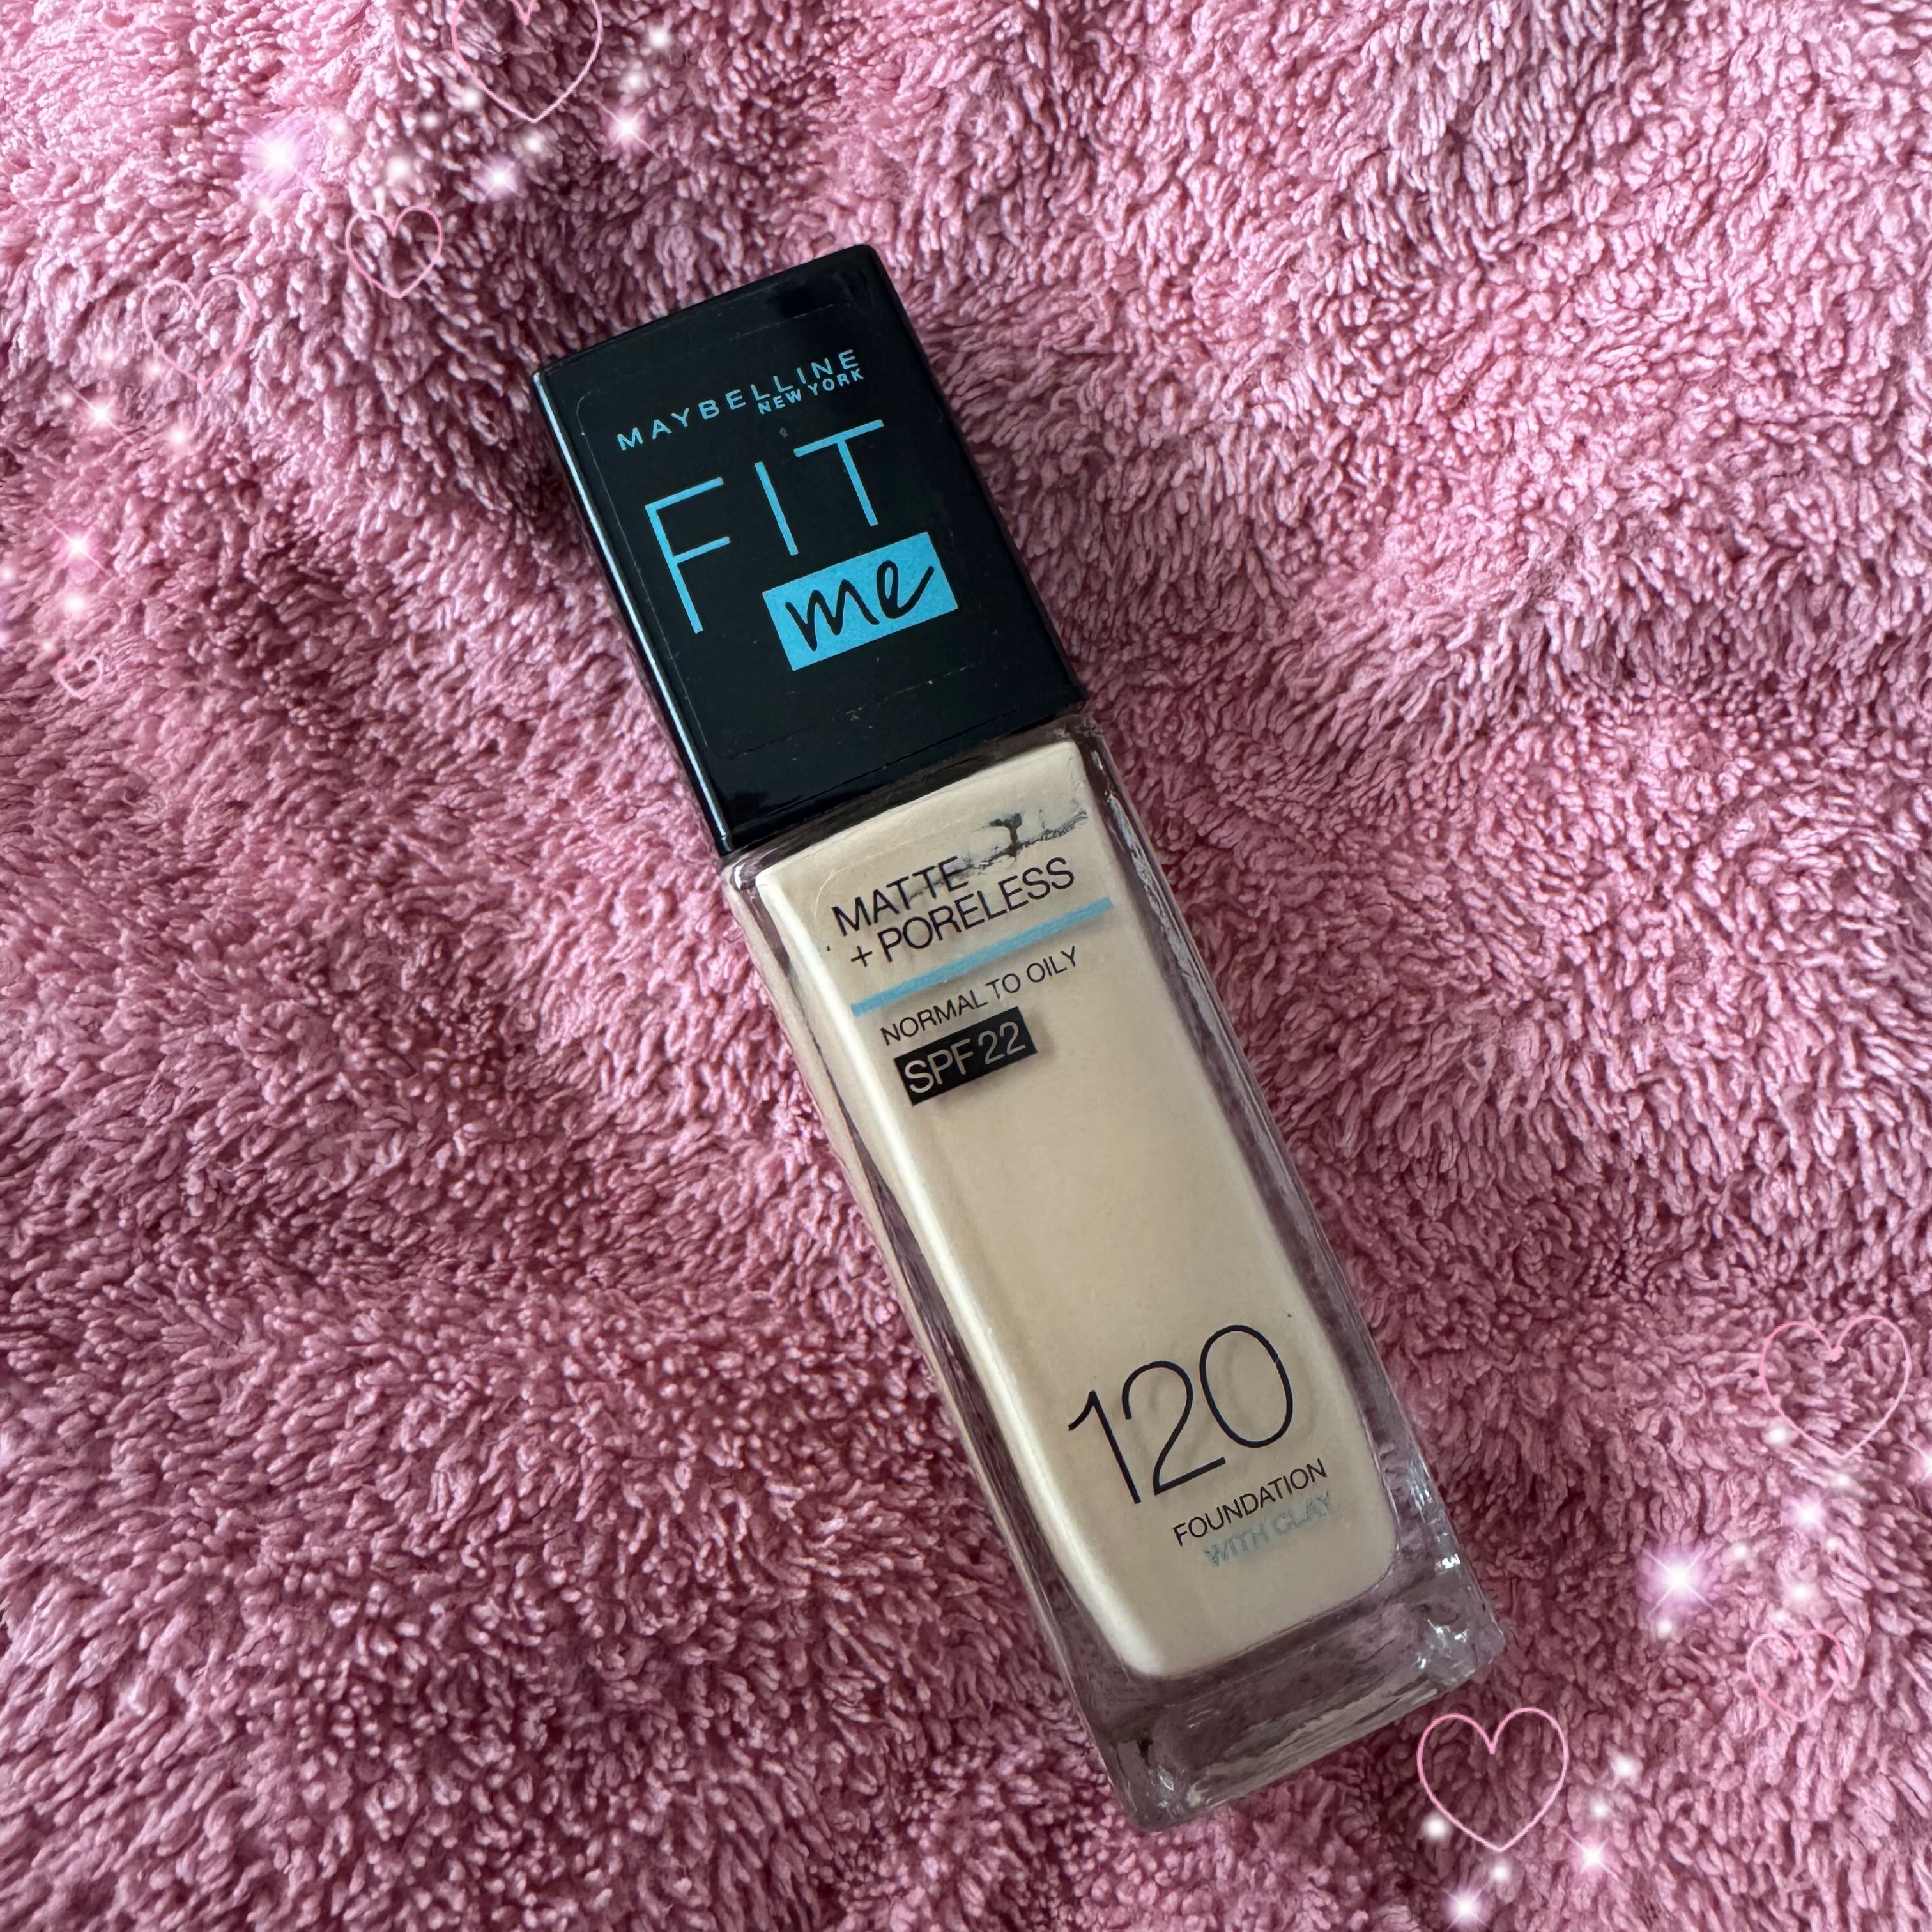 MAYBELLINE
NEW YORK
FIT
me
MATTE
+ PORELESS
NORMAL TO OILY
SPF 22
120
FOUNDATION
WITH CLAY